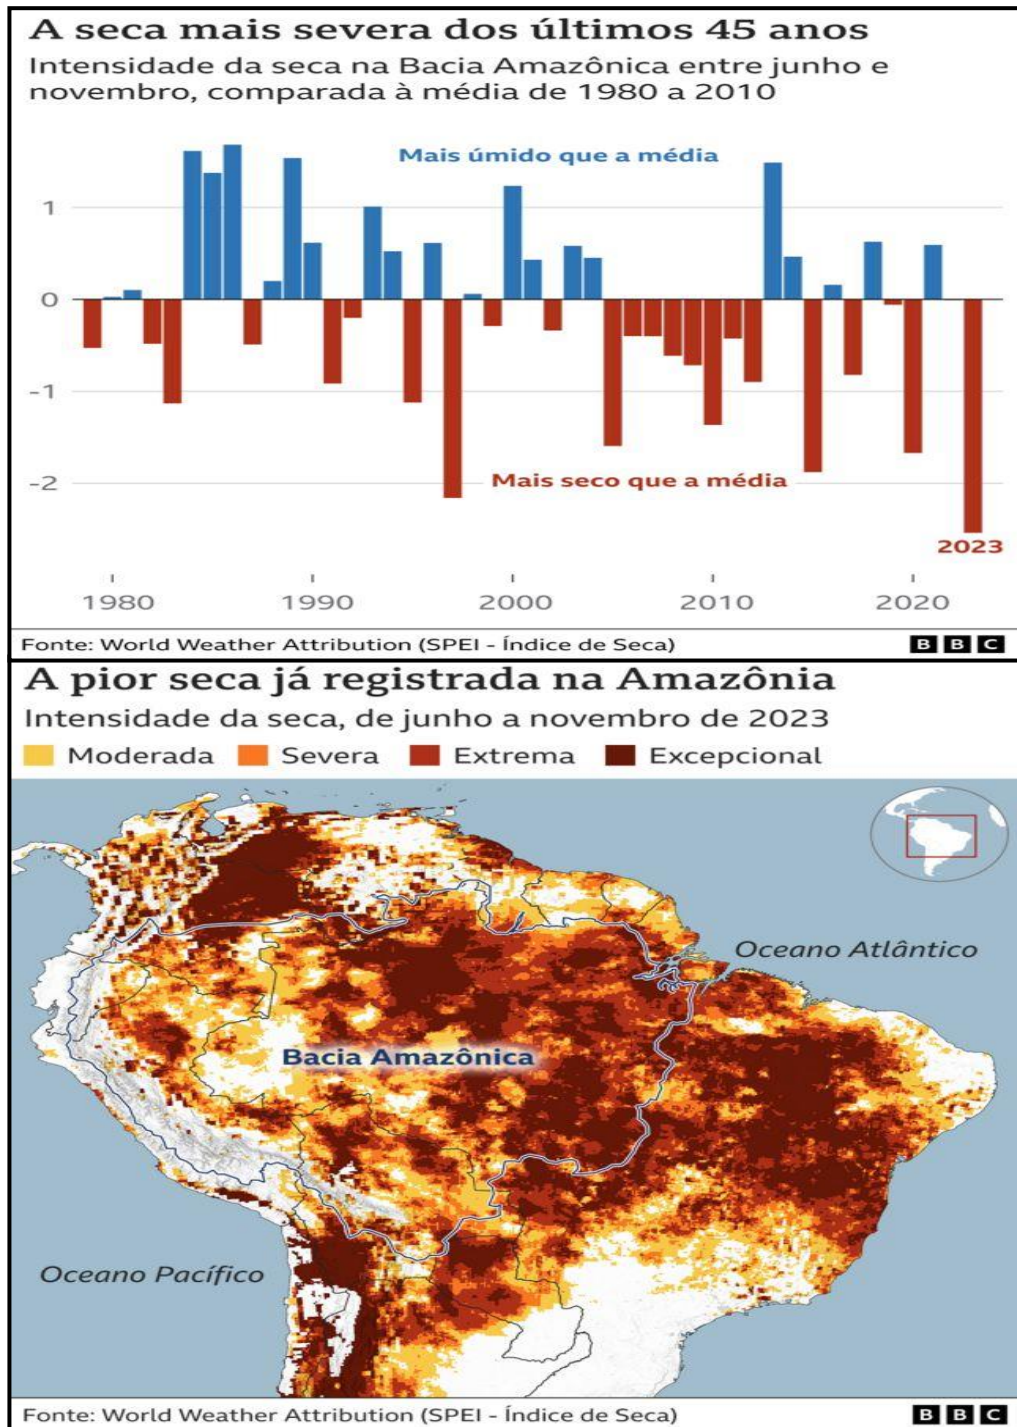 A seca mais severa dos últimos 45 anos
Intensidade da seca na Bacia Amazônica entre junho e
novembro, comparada à média de 1980 a 2010
Mais úmido que a média
1
0
-1
-2
Mais seco que a média
2023
1980 1990 2000 2010 2020
Fonte: World Weather Attribution (SPEI - Índice de Seca) BBC
A pior seca já registrada na Amazônia
Intensidade da seca, de junho a novembro de 2023
Moderada Severa Extrema Excepcional
Oceano Atlântico
Bacia Amazônica
Oceano Pacífico
Fonte: World Weather Attribution (SPEI - Índice de Seca) BBC